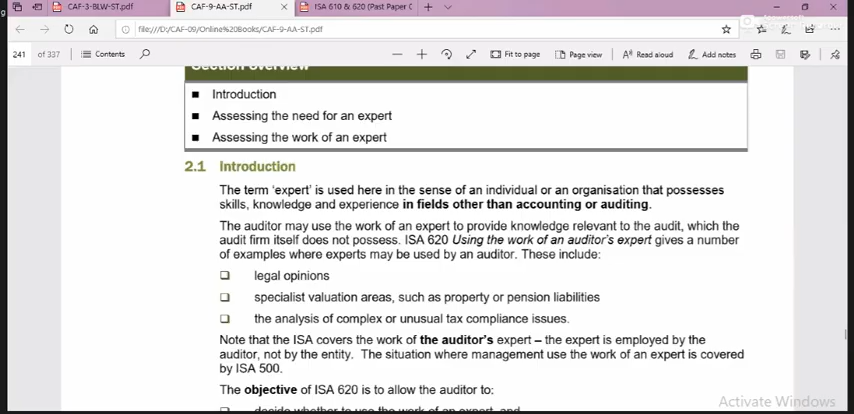 CAF-3-BLW-ST.pdf
CAF-9-AA-ST.pdf
ISA 610 & 620 (Past Paper
file:///D:/CAF-09/Online%20Books/CAF-9-AA-ST.pdf
241 of 337 Contents Fit to page Page view Read aloud Add notes
Section overview
Introduction
Assessing the need for an expert
Assessing the work of an expert
2.1 Introduction
The term 'expert' is used here in the sense of an individual or an organisation that possesses
skills, knowledge and experience in fields other than accounting or auditing.
The auditor may use the work of an expert to provide knowledge relevant to the audit, which the
audit firm itself does not possess. ISA 620 Using the work of an auditor's expert gives a number
of examples where experts may be used by an auditor. These include:
legal opinions
specialist valuation areas, such as property or pension liabilities
the analysis of complex or unusual tax compliance issues.
Note that the ISA covers the work of the auditor's expert – the expert is employed by the
auditor, not by the entity. The situation where management use the work of an expert is covered
by ISA 500.
The objective of ISA 620 is to allow the auditor to:
decide whether to use the work of an expert, and
Activate Windows